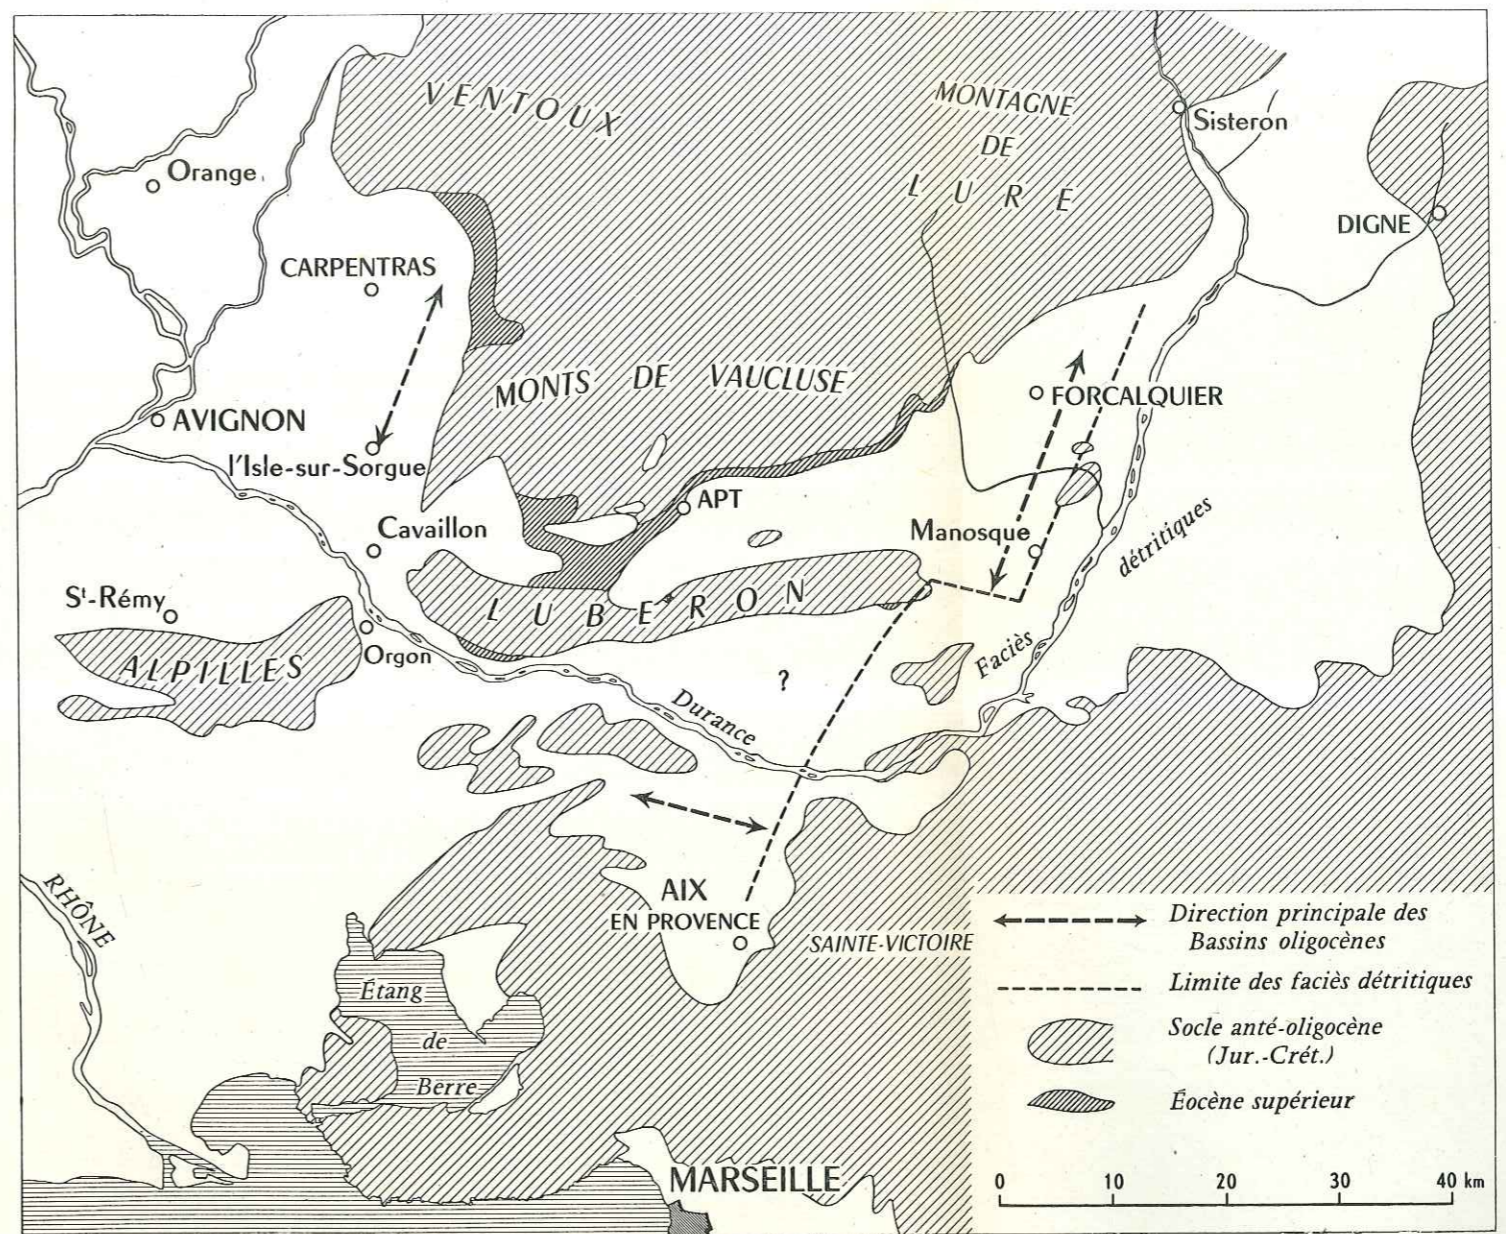 VENTOUX
MONTAGNE
DE
LURE
Sisteron
Orange
DIGNE
CARPENTRAS
MONTS DE VAUCLUSE
FORCALQUIER
AVIGNON
l'Isle-sur-Sorgue
APT
Cavaillon
Manosque
détritiques
St-Rémy
LUBERON
Orgon
ALPILLES
Faciès
?
Durance
RHÔNE
AIX
EN PROVENCE
SAINTE-VICTOIRE
Étang
de
Berre
MARSEILLE
Direction principale des
Bassins oligocènes
Limite des faciès détritiques
Socle anté-oligocène
(Jur.-Crét.)
Éocène supérieur
0 10 20 30 40 km